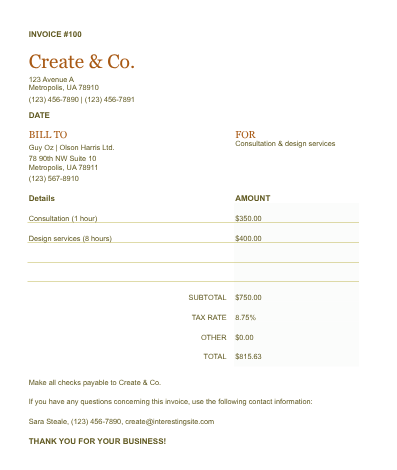 INVOICE #100
Create & Co.
123 Avenue A
Metropolis, UA 78910
(123) 456-7890 | (123) 456-7891
DATE
BILL TO
Guy Oz | Olson Harris Ltd.
78 90th NW Suite 10
Metropolis, UA 78911
(123) 567-8910
FOR
Consultation & design services
Details AMOUNT
Consultation (1 hour) $350.00
Design services (8 hours) $400.00
SUBTOTAL $750.00
TAX RATE 8.75%
OTHER $0.00
TOTAL $815.63
Make all checks payable to Create & Co.
If you have any questions concerning this invoice, use the following contact information:
Sara Steale, (123) 456-7890, create@interestingsite.com
THANK YOU FOR YOUR BUSINESS!